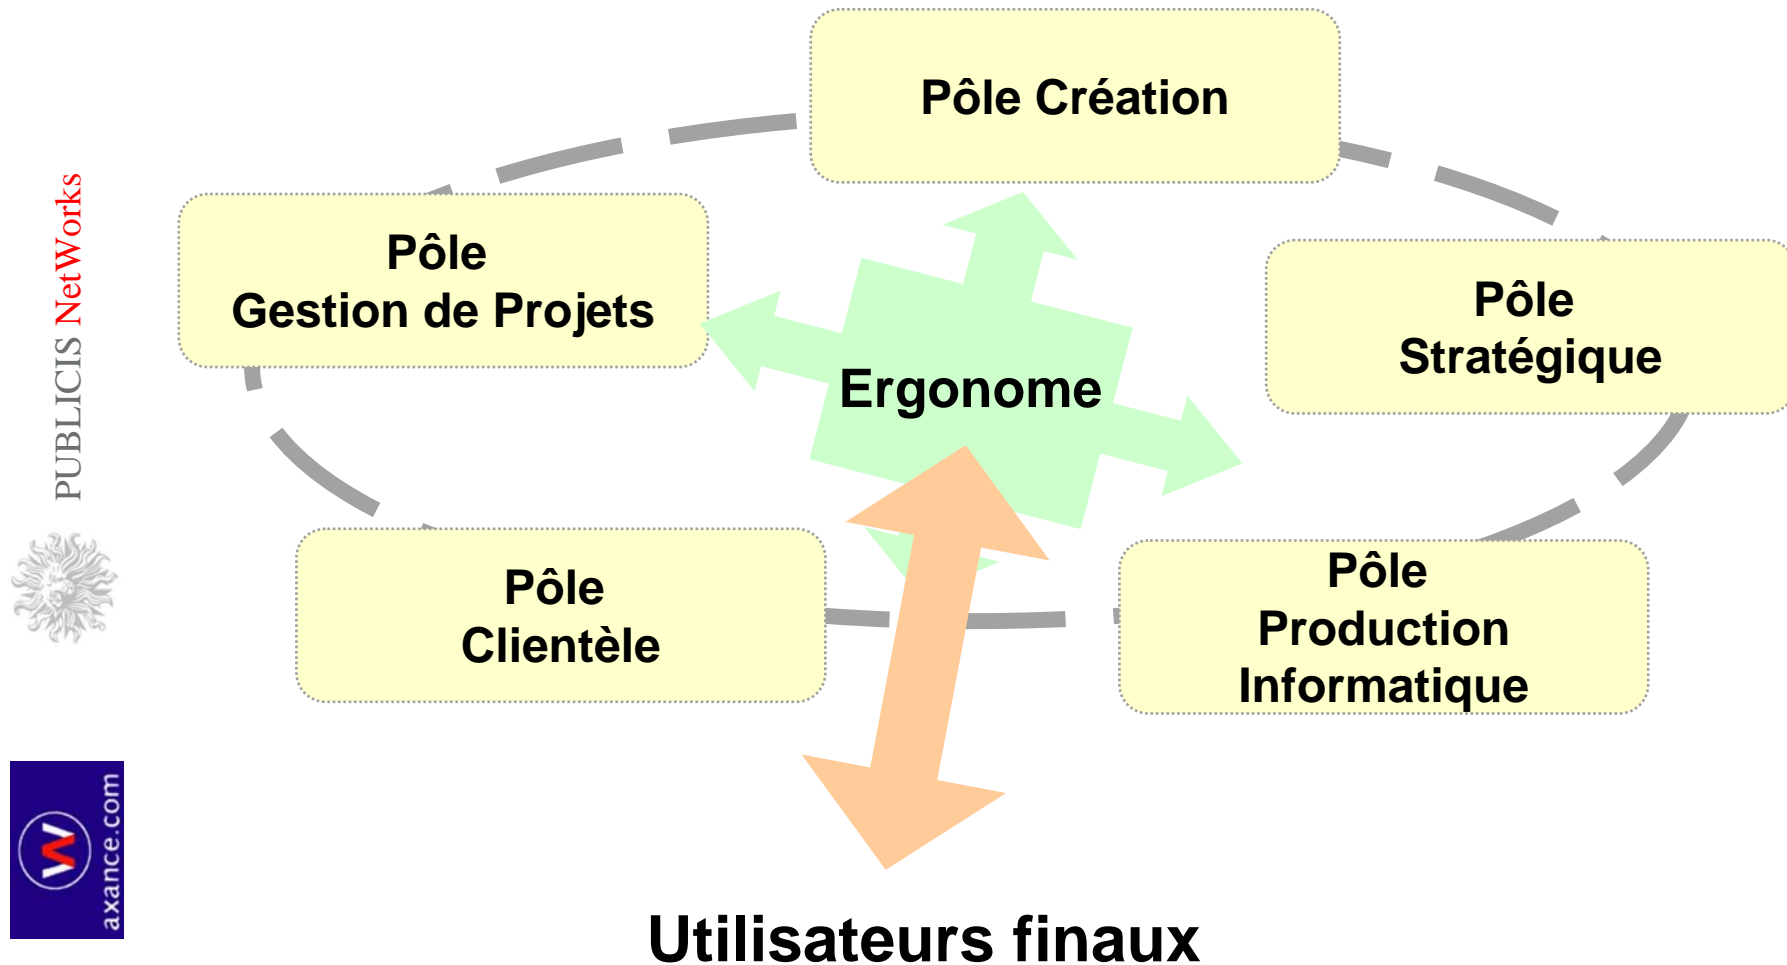 Pôle Création
Pôle
Gestion de Projets
Pôle
Stratégique
Ergonome
Pôle
Clientèle
Pôle
Production
Informatique
Utilisateurs finaux
PUBLICIS NetWorks
axance.com